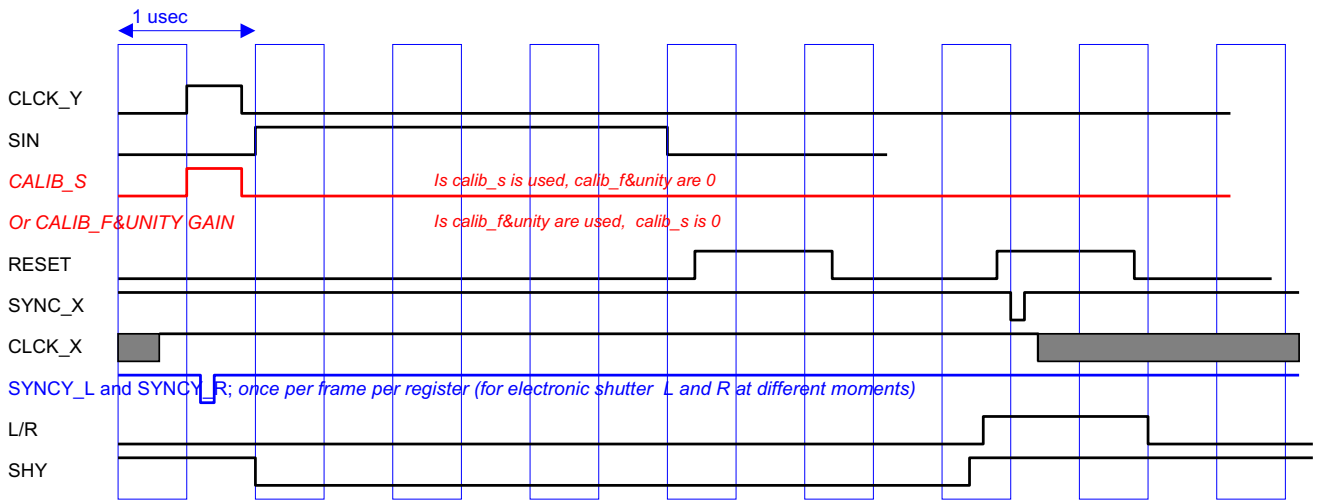 1 usec
CLCK_Y
SIN
CALIB_S Is calib_s is used, calib_f&unity are 0
Or CALIB_F&UNITY GAIN Is calib_f&unity are used, calib_s is 0
RESET
SYNC_X
CLCK_X
SYNCY_L and SYNCY_R; once per frame per register (for electronic shutter L and R at different moments)
L/R
SHY